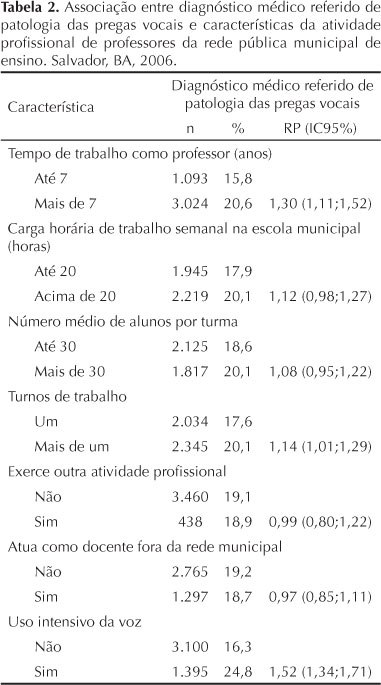 Tabela 2. Associação entre diagnóstico médico referido de
patologia das pregas vocais e características da atividade
profissional de professores da rede pública municipal de
ensino. Salvador, BA, 2006.
Característica
Diagnóstico médico referido de
patologia das pregas vocais
n % RP (IC95%)
Tempo de trabalho como professor (anos)
Até 7 1.093 15,8
Mais de 7 3.024 20,6 1,30 (1,11;1,52)
Carga horária de trabalho semanal na escola municipal
(horas)
Até 20 1.945 17,9
Acima de 20 2.219 20,1 1,12 (0,98;1,27)
Número médio de alunos por turma
Até 30 2.125 18,6
Mais de 30 1.817 20,1 1,08 (0,95;1,22)
Turnos de trabalho
Um 2.034 17,6
Mais de um 2.345 20,1 1,14 (1,01;1,29)
Exerce outra atividade profissional
Não 3.460 19,1
Sim 438 18,9 0,99 (0,80;1,22)
Atua como docente fora da rede municipal
Não 2.765 19,2
Sim 1.297 18,7 0,97 (0,85;1,11)
Uso intensivo da voz
Não 3.100 16,3
Sim 1.395 24,8 1,52 (1,34;1,71)